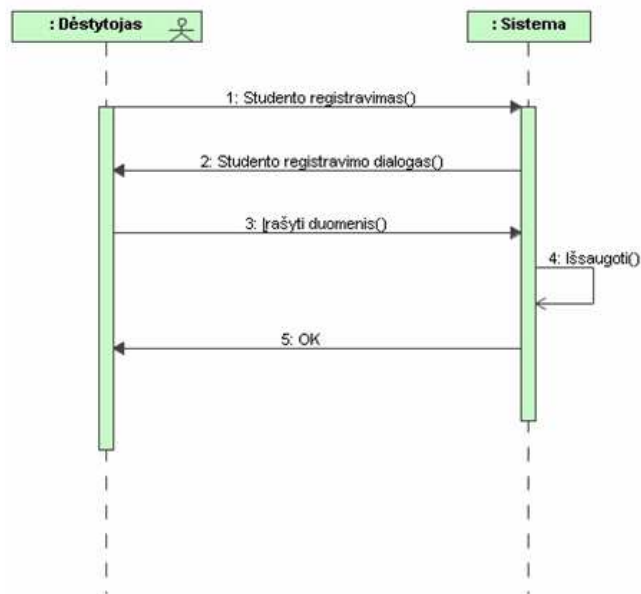 : Dėstytojas
: Sistema
1: Studento registravimas()
2: Studento registravimo dialogas()
3: Įrašyti duomenis()
4: Išsaugoti()
5: OK